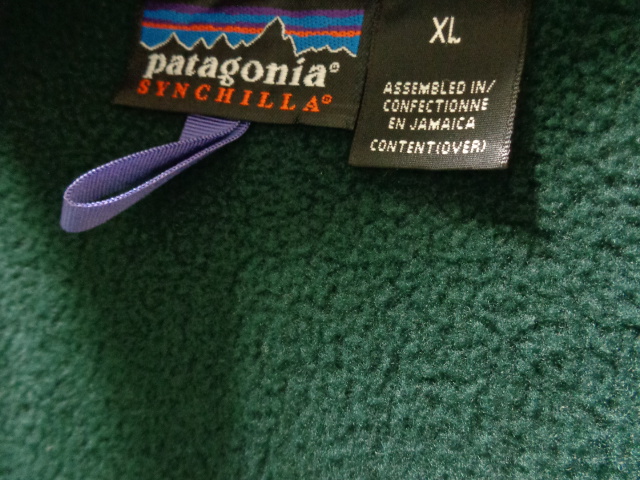 patagonia®
SYNCHILLA®
XL
ASSEMBLED IN/
CONFECTIONNE
EN JAMAICA
CONTENT(OVER)